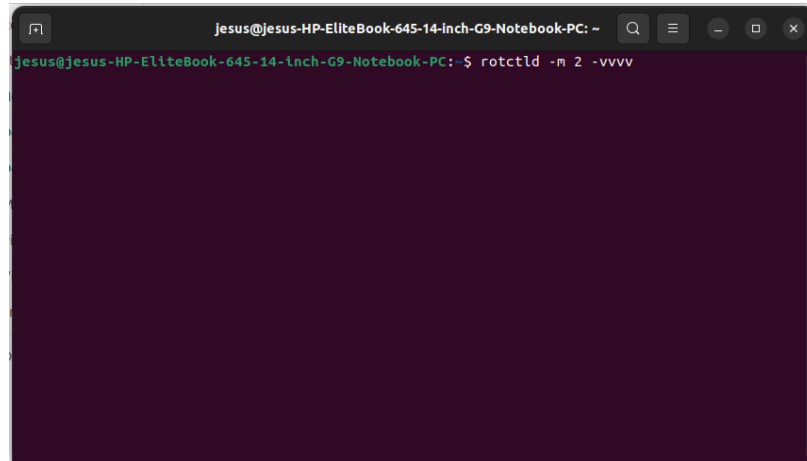 jesus@jesus-HP-EliteBook-645-14-inch-G9-Notebook-PC: ~
jesus@jesus-HP-EliteBook-645-14-inch-G9-Notebook-PC:~$ rotctld -m 2 -vvvv